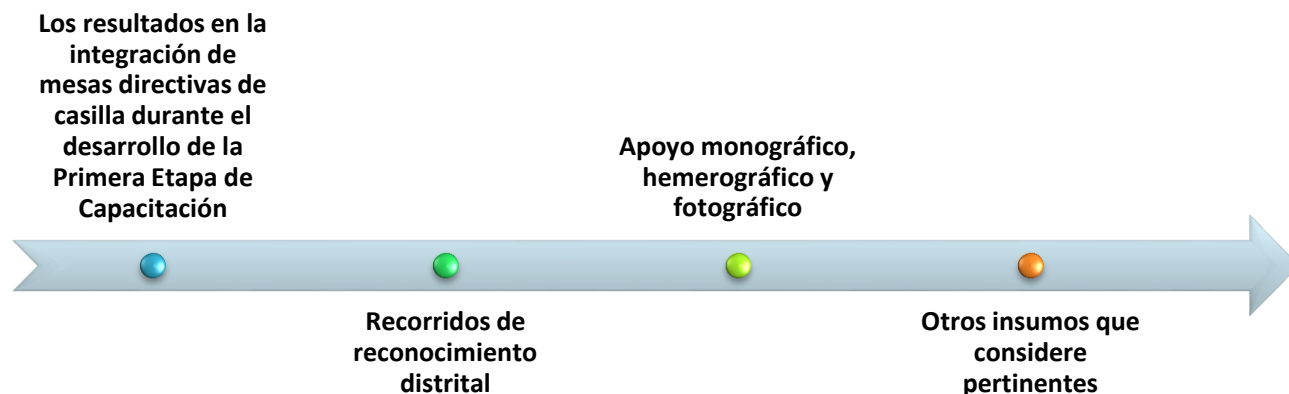 Los resultados en la
integración de
mesas directivas de
casilla durante el
desarrollo de la
Primera Etapa de
Capacitación
Recorridos de
reconocimiento
distrital
Apoyo monográfico,
hemerográfico y
fotográfico
Otros insumos que
considere
pertinentes